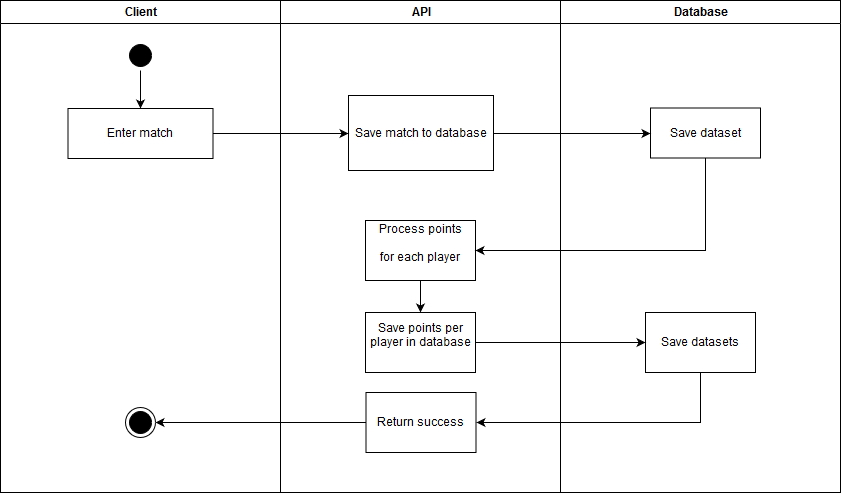 Client
API
Database
Enter match
Save match to database
Save dataset
Process points
for each player
Save points per
player in database
Save datasets
Return success